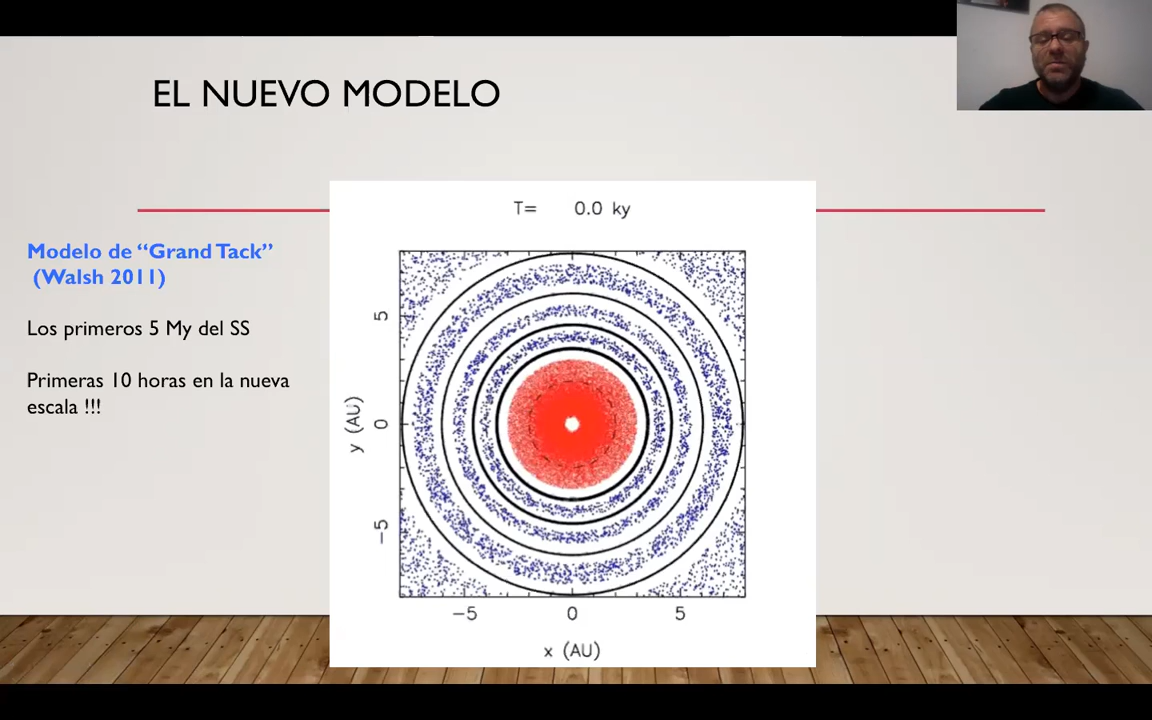 EL NUEVO MODELO
Modelo de “Grand Tack”
(Walsh 2011)
Los primeros 5 My del SS
Primeras 10 horas en la nueva
escala !!!
T= 0.0 ky
y (AU)
5
0
−5
−5 0 5
x (AU)